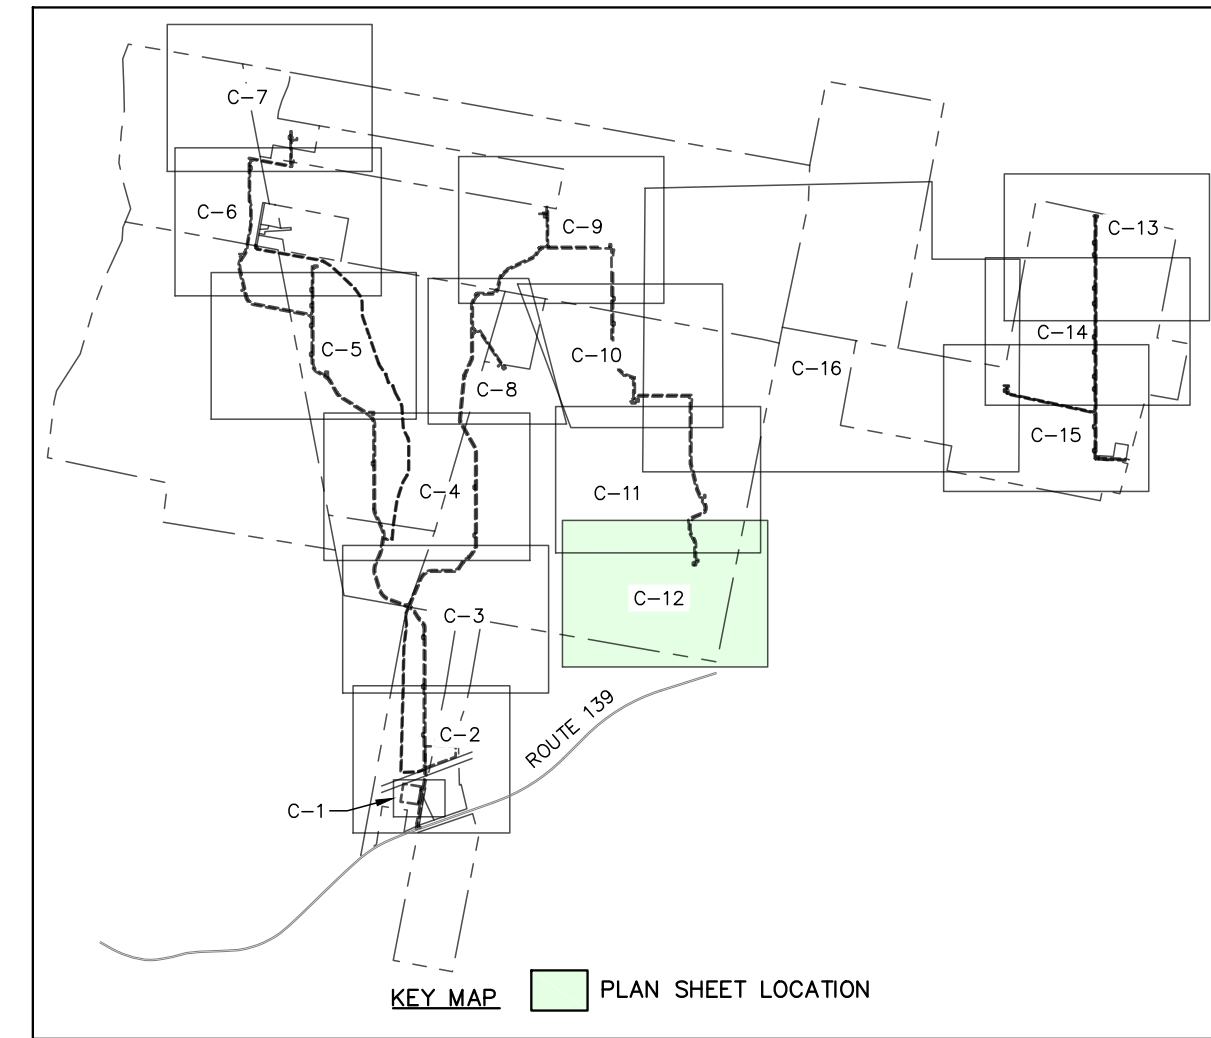 C-7
C-6
C-9
C-13
C-5
C-10
C-14
C-8
C-16
C-15
C-4
C-11
C-12
C-3
C-2
ROUTE 139
C-1
KEY MAP
PLAN SHEET LOCATION